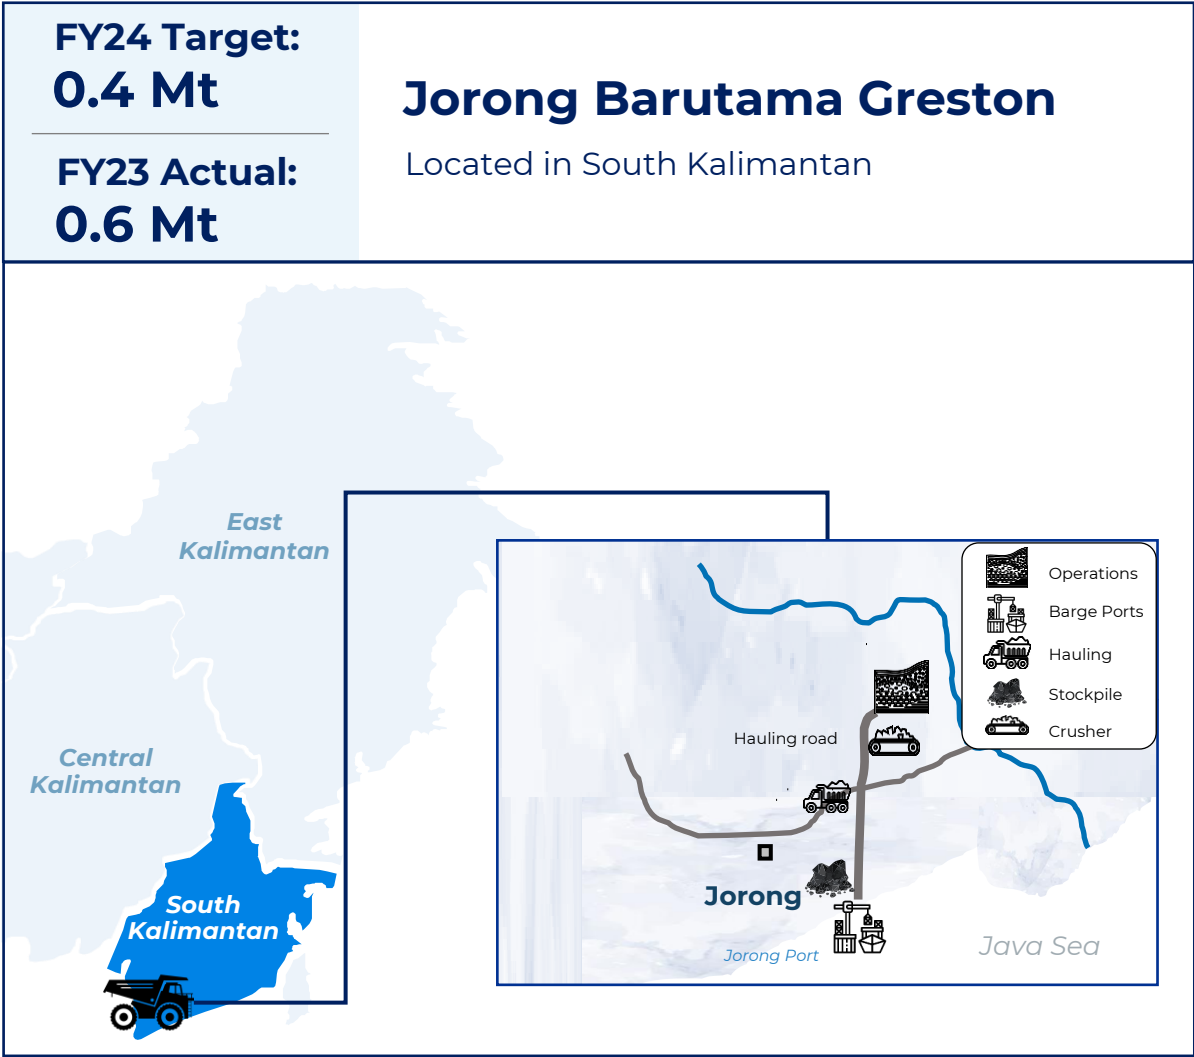 FY24 Target:
0.4 Mt
FY23 Actual:
0.6 Mt
Jorong Barutama Greston
Located in South Kalimantan
East
Kalimantan
Central
Kalimantan
South
Kalimantan
Operations
Barge Ports
Hauling
Stockpile
Crusher
Hauling road
Jorong
Jorong Port
Java Sea